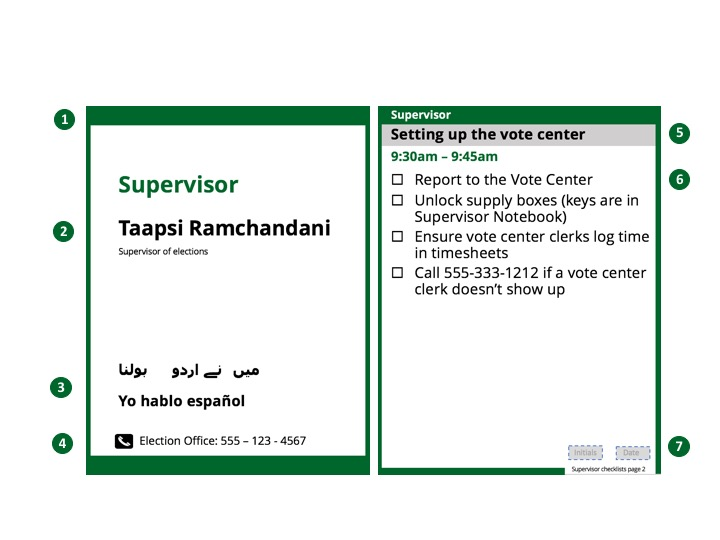 1
Supervisor
2
Taapsi Ramchandani
Supervisor of elections
میں نے اردو بولنا
3
Yo hablo español
4
Election Office: 555 – 123 - 4567
Supervisor
Setting up the vote center
5
9:30am – 9:45am
☐ Report to the Vote Center
6
☐ Unlock supply boxes (keys are in
Supervisor Notebook)
☐ Ensure vote center clerks log time
in timesheets
☐ Call 555-333-1212 if a vote center
clerk doesn’t show up
Initials Date
7
Supervisor checklists page 2